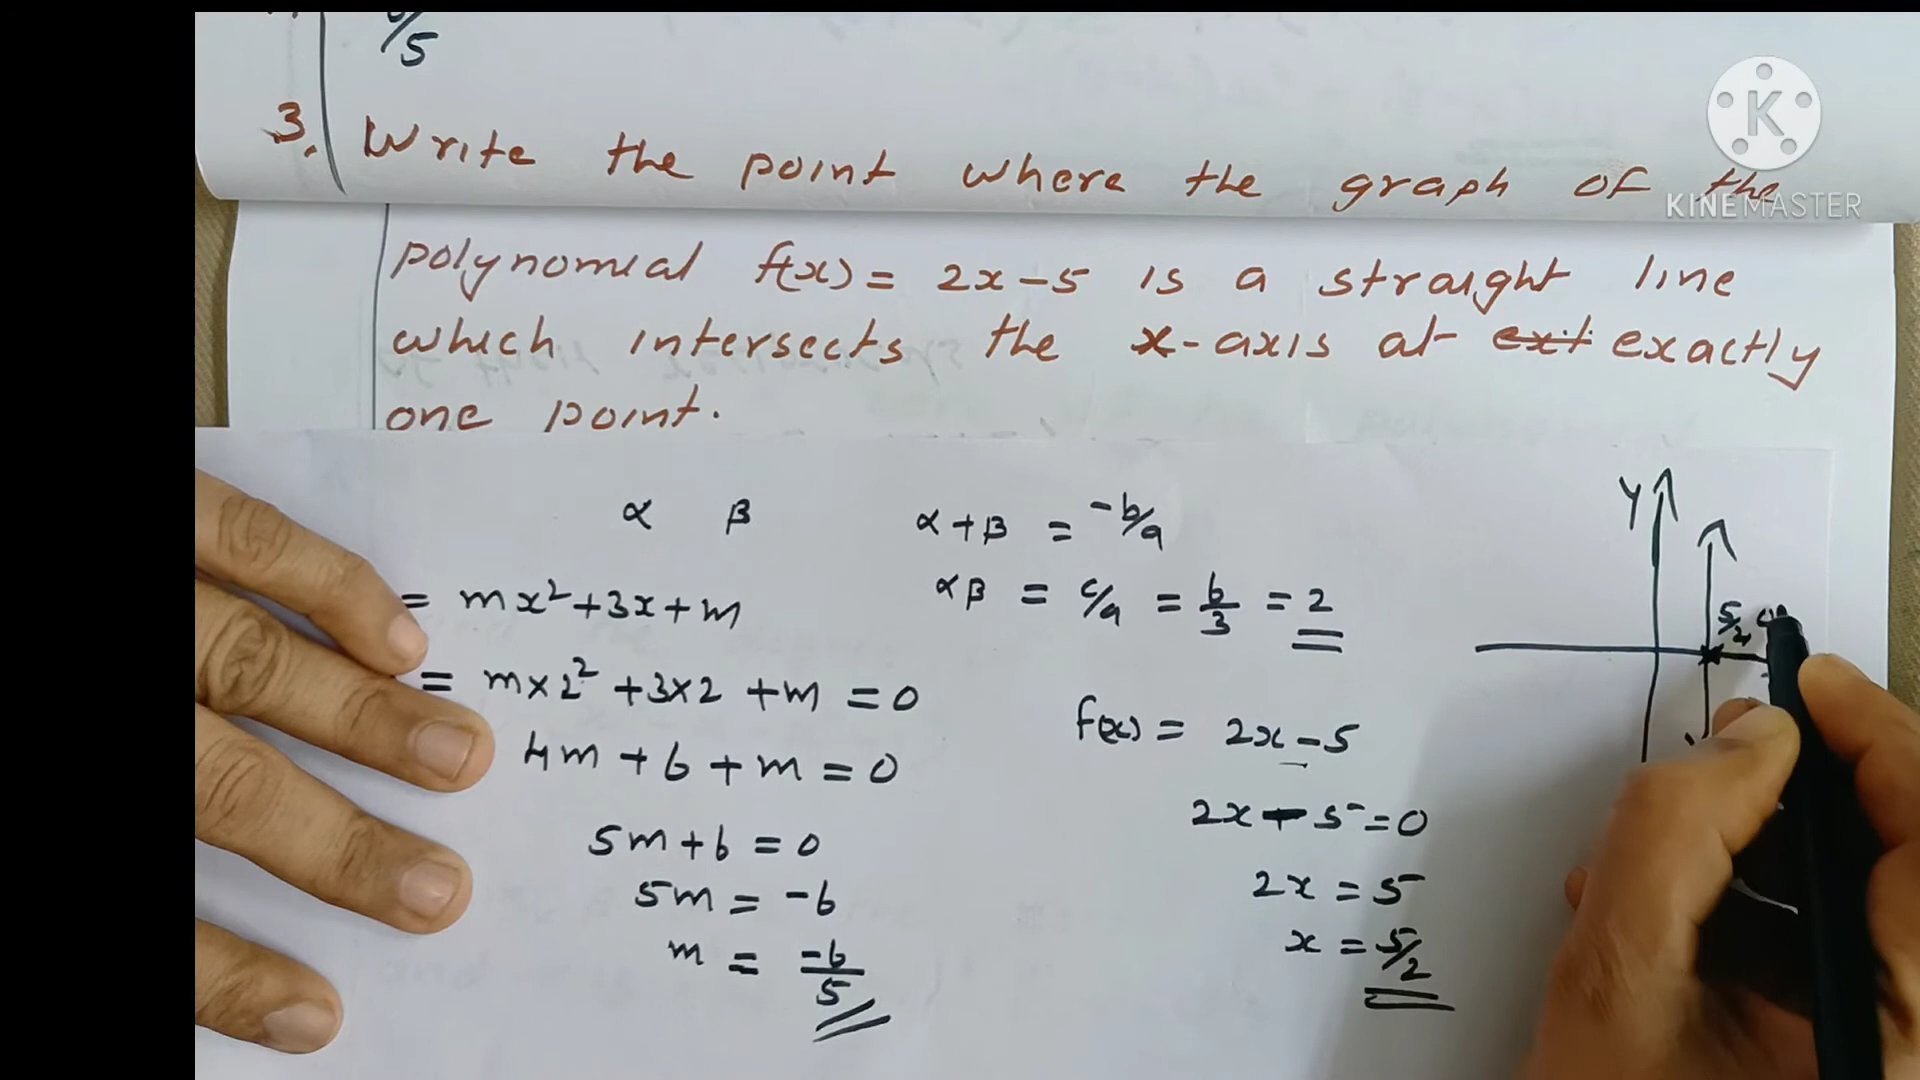 6/5
3. Write the point where the graph of the
polynomial f(x) = 2x - 5 is a straight line
which intersects the x-axis at ext exactly
one point.
K
KINEMASTER
α β
= mx² + 3x + m
= m×2² + 3×2 + m = 0
4m + 6 + m = 0
5m + 6 = 0
5m = -6
m = -6/5
α + β = -b/a
αβ = c/a = 6/3 = 2
f(x) = 2x - 5
2x - 5 = 0
2x = 5
x = 5/2
Y
5/2,